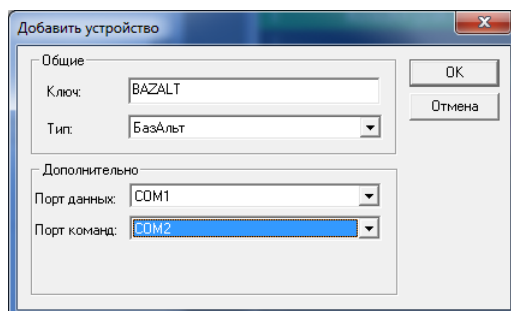 Добавить устройство
Общие
Ключ: BAZALT
Тип: БазАльт
OK
Отмена
Дополнительно
Порт данных: COM1
Порт команд: COM2